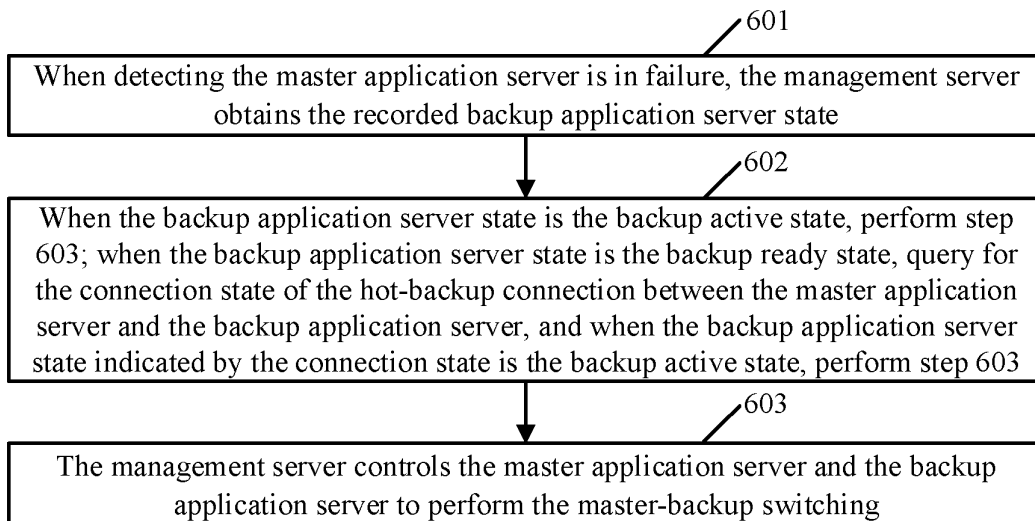 601
When detecting the master application server is in failure, the management server
obtains the recorded backup application server state
602
When the backup application server state is the backup active state, perform step
603; when the backup application server state is the backup ready state, query for
the connection state of the hot-backup connection between the master application
server and the backup application server, and when the backup application server
state indicated by the connection state is the backup active state, perform step 603
603
The management server controls the master application server and the backup
application server to perform the master-backup switching